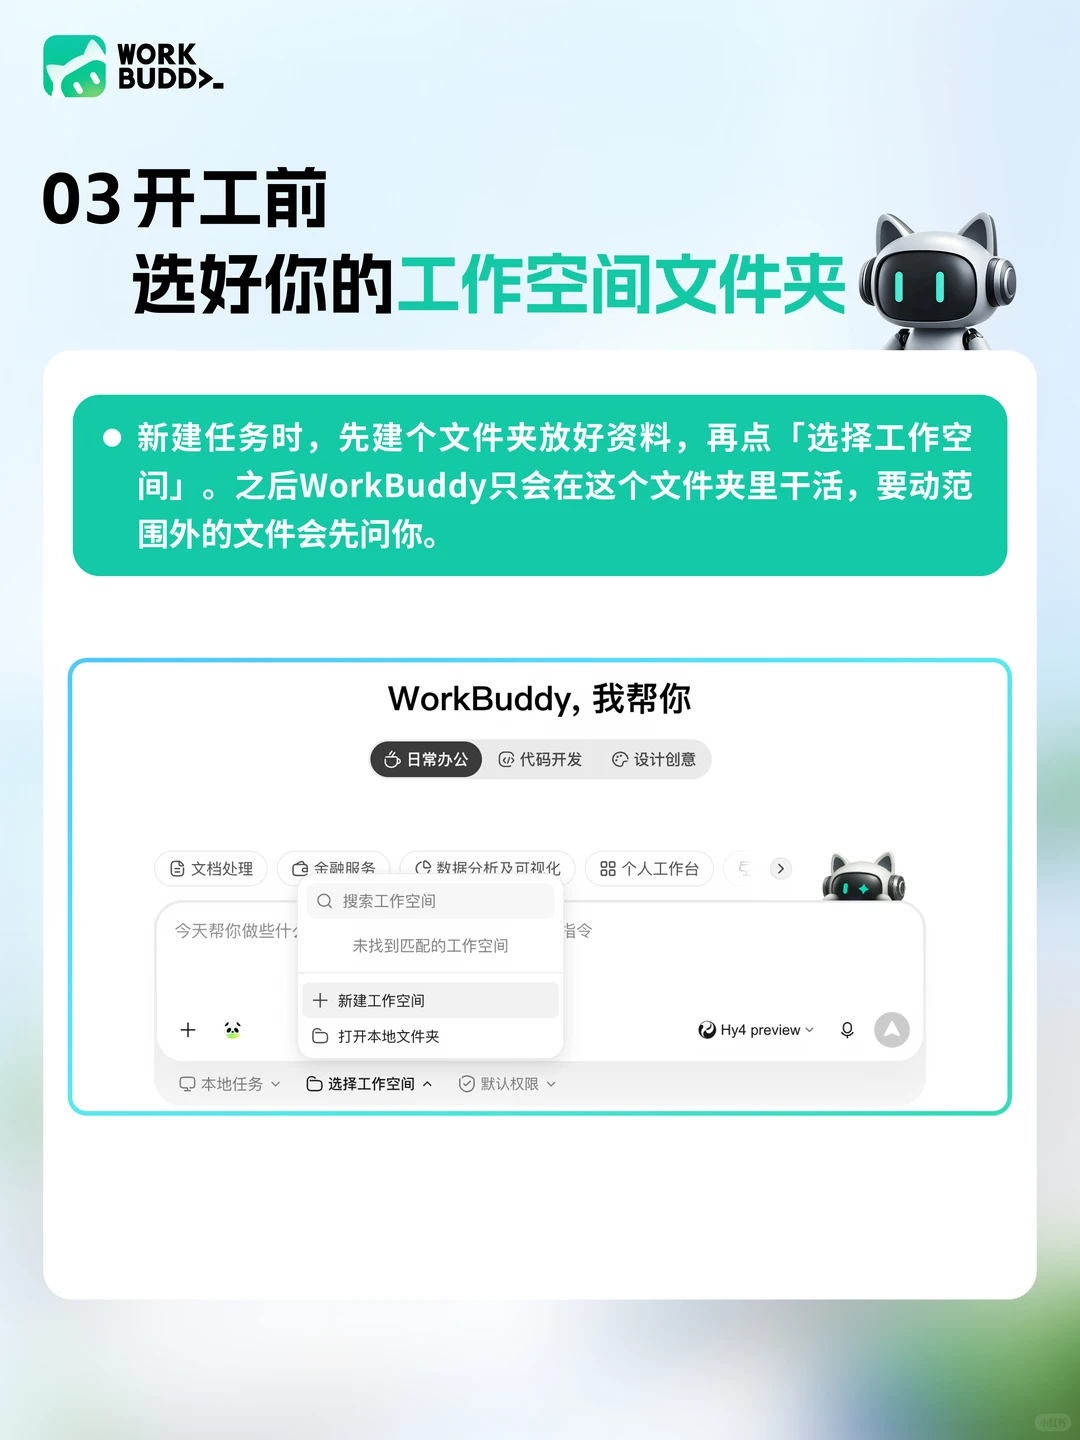 WORK
BUDD>_
03 开工前
选好你的工作空间文件夹
新建任务时，先建个文件夹放好资料，再点「选择工作空
间」。之后WorkBuddy只会在这个文件夹里干活，要动范
围外的文件会先问你。
WorkBuddy, 我帮你
日常办公 代码开发 设计创意
文档处理 金融服务 数据分析及可视化 个人工作台
搜索工作空间
今天帮你做些什 指令
未找到匹配的工作空间
新建工作空间
打开本地文件夹
Hy4 preview
本地任务 选择工作空间 默认权限
小红书